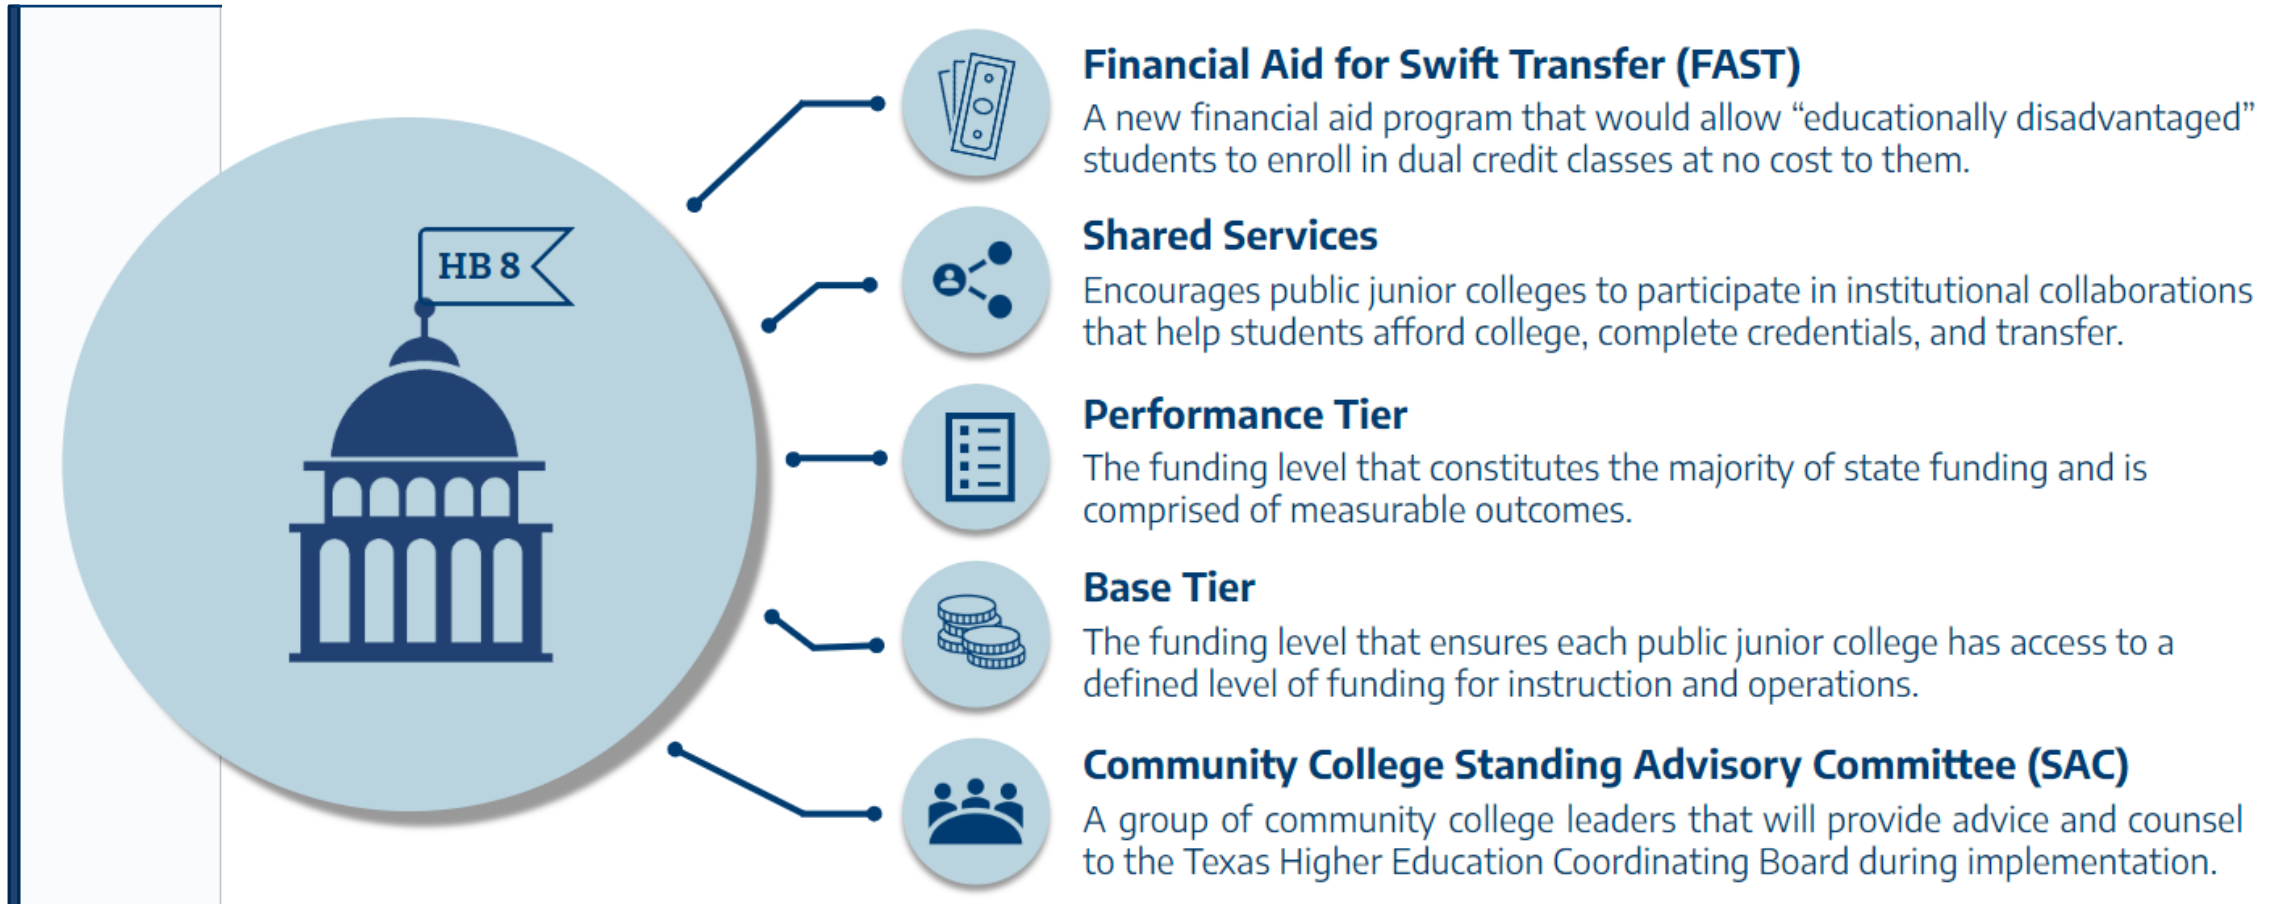 HB 8
Financial Aid for Swift Transfer (FAST)
A new financial aid program that would allow “educationally disadvantaged”
students to enroll in dual credit classes at no cost to them.
Shared Services
Encourages public junior colleges to participate in institutional collaborations
that help students afford college, complete credentials, and transfer.
Performance Tier
The funding level that constitutes the majority of state funding and is
comprised of measurable outcomes.
Base Tier
The funding level that ensures each public junior college has access to a
defined level of funding for instruction and operations.
Community College Standing Advisory Committee (SAC)
A group of community college leaders that will provide advice and counsel
to the Texas Higher Education Coordinating Board during implementation.